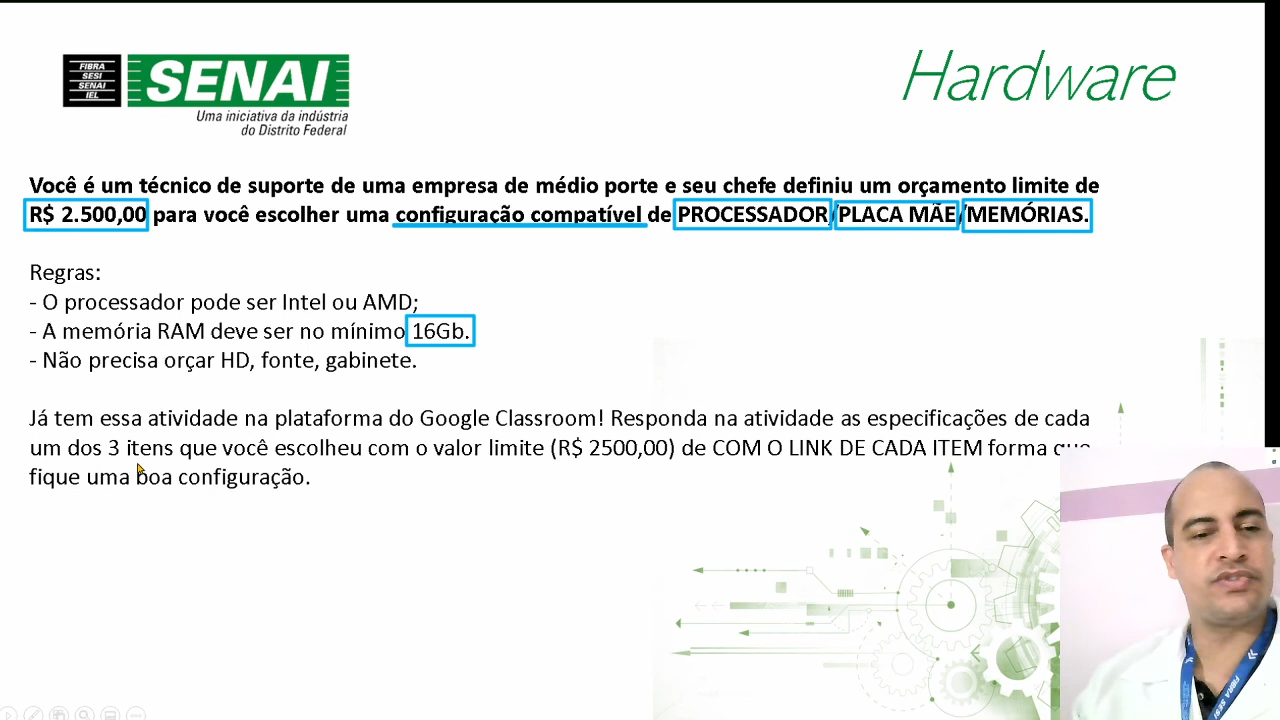 FIBRA
SESI
SENAI
IEL
SENAI
Uma iniciativa da indústria
do Distrito Federal
Hardware
Você é um técnico de suporte de uma empresa de médio porte e seu chefe definiu um orçamento limite de
R$ 2.500,00 para você escolher uma configuração compatível de PROCESSADOR/PLACA MÃE/MEMÓRIAS.
Regras:
- O processador pode ser Intel ou AMD;
- A memória RAM deve ser no mínimo 16Gb.
- Não precisa orçar HD, fonte, gabinete.
Já tem essa atividade na plataforma do Google Classroom! Responda na atividade as especificações de cada
um dos 3 itens que você escolheu com o valor limite (R$ 2500,00) de COM O LINK DE CADA ITEM forma que
fique uma boa configuração.
FIBRA